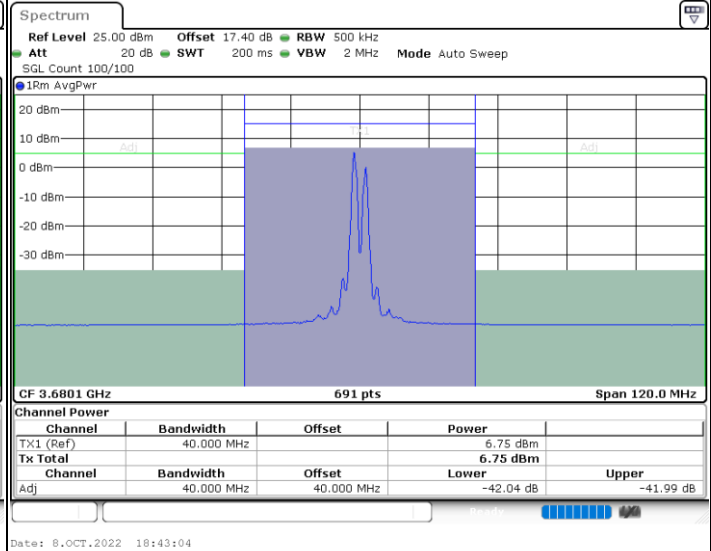 Spectrum
Ref Level 25.00 dBm Offset 17.40 dB RBW 500 kHz
Att 20 dB SWT 200 ms VBW 2 MHz Mode Auto Sweep
SGL Count 100/100
1Rm AvgPwr
20 dBm
TX1
10 dBm
Adj Adj
0 dBm
-10 dBm
-20 dBm
-30 dBm
CF 3.6801 GHz 691 pts Span 120.0 MHz
Channel Power
Channel Bandwidth Offset Power
TX1 (Ref) 40.000 MHz 6.75 dBm
Tx Total 6.75 dBm
Channel Bandwidth Offset Lower Upper
Adj 40.000 MHz 40.000 MHz -42.04 dB -41.99 dB
Ready
Date: 8.OCT.2022 18:43:04